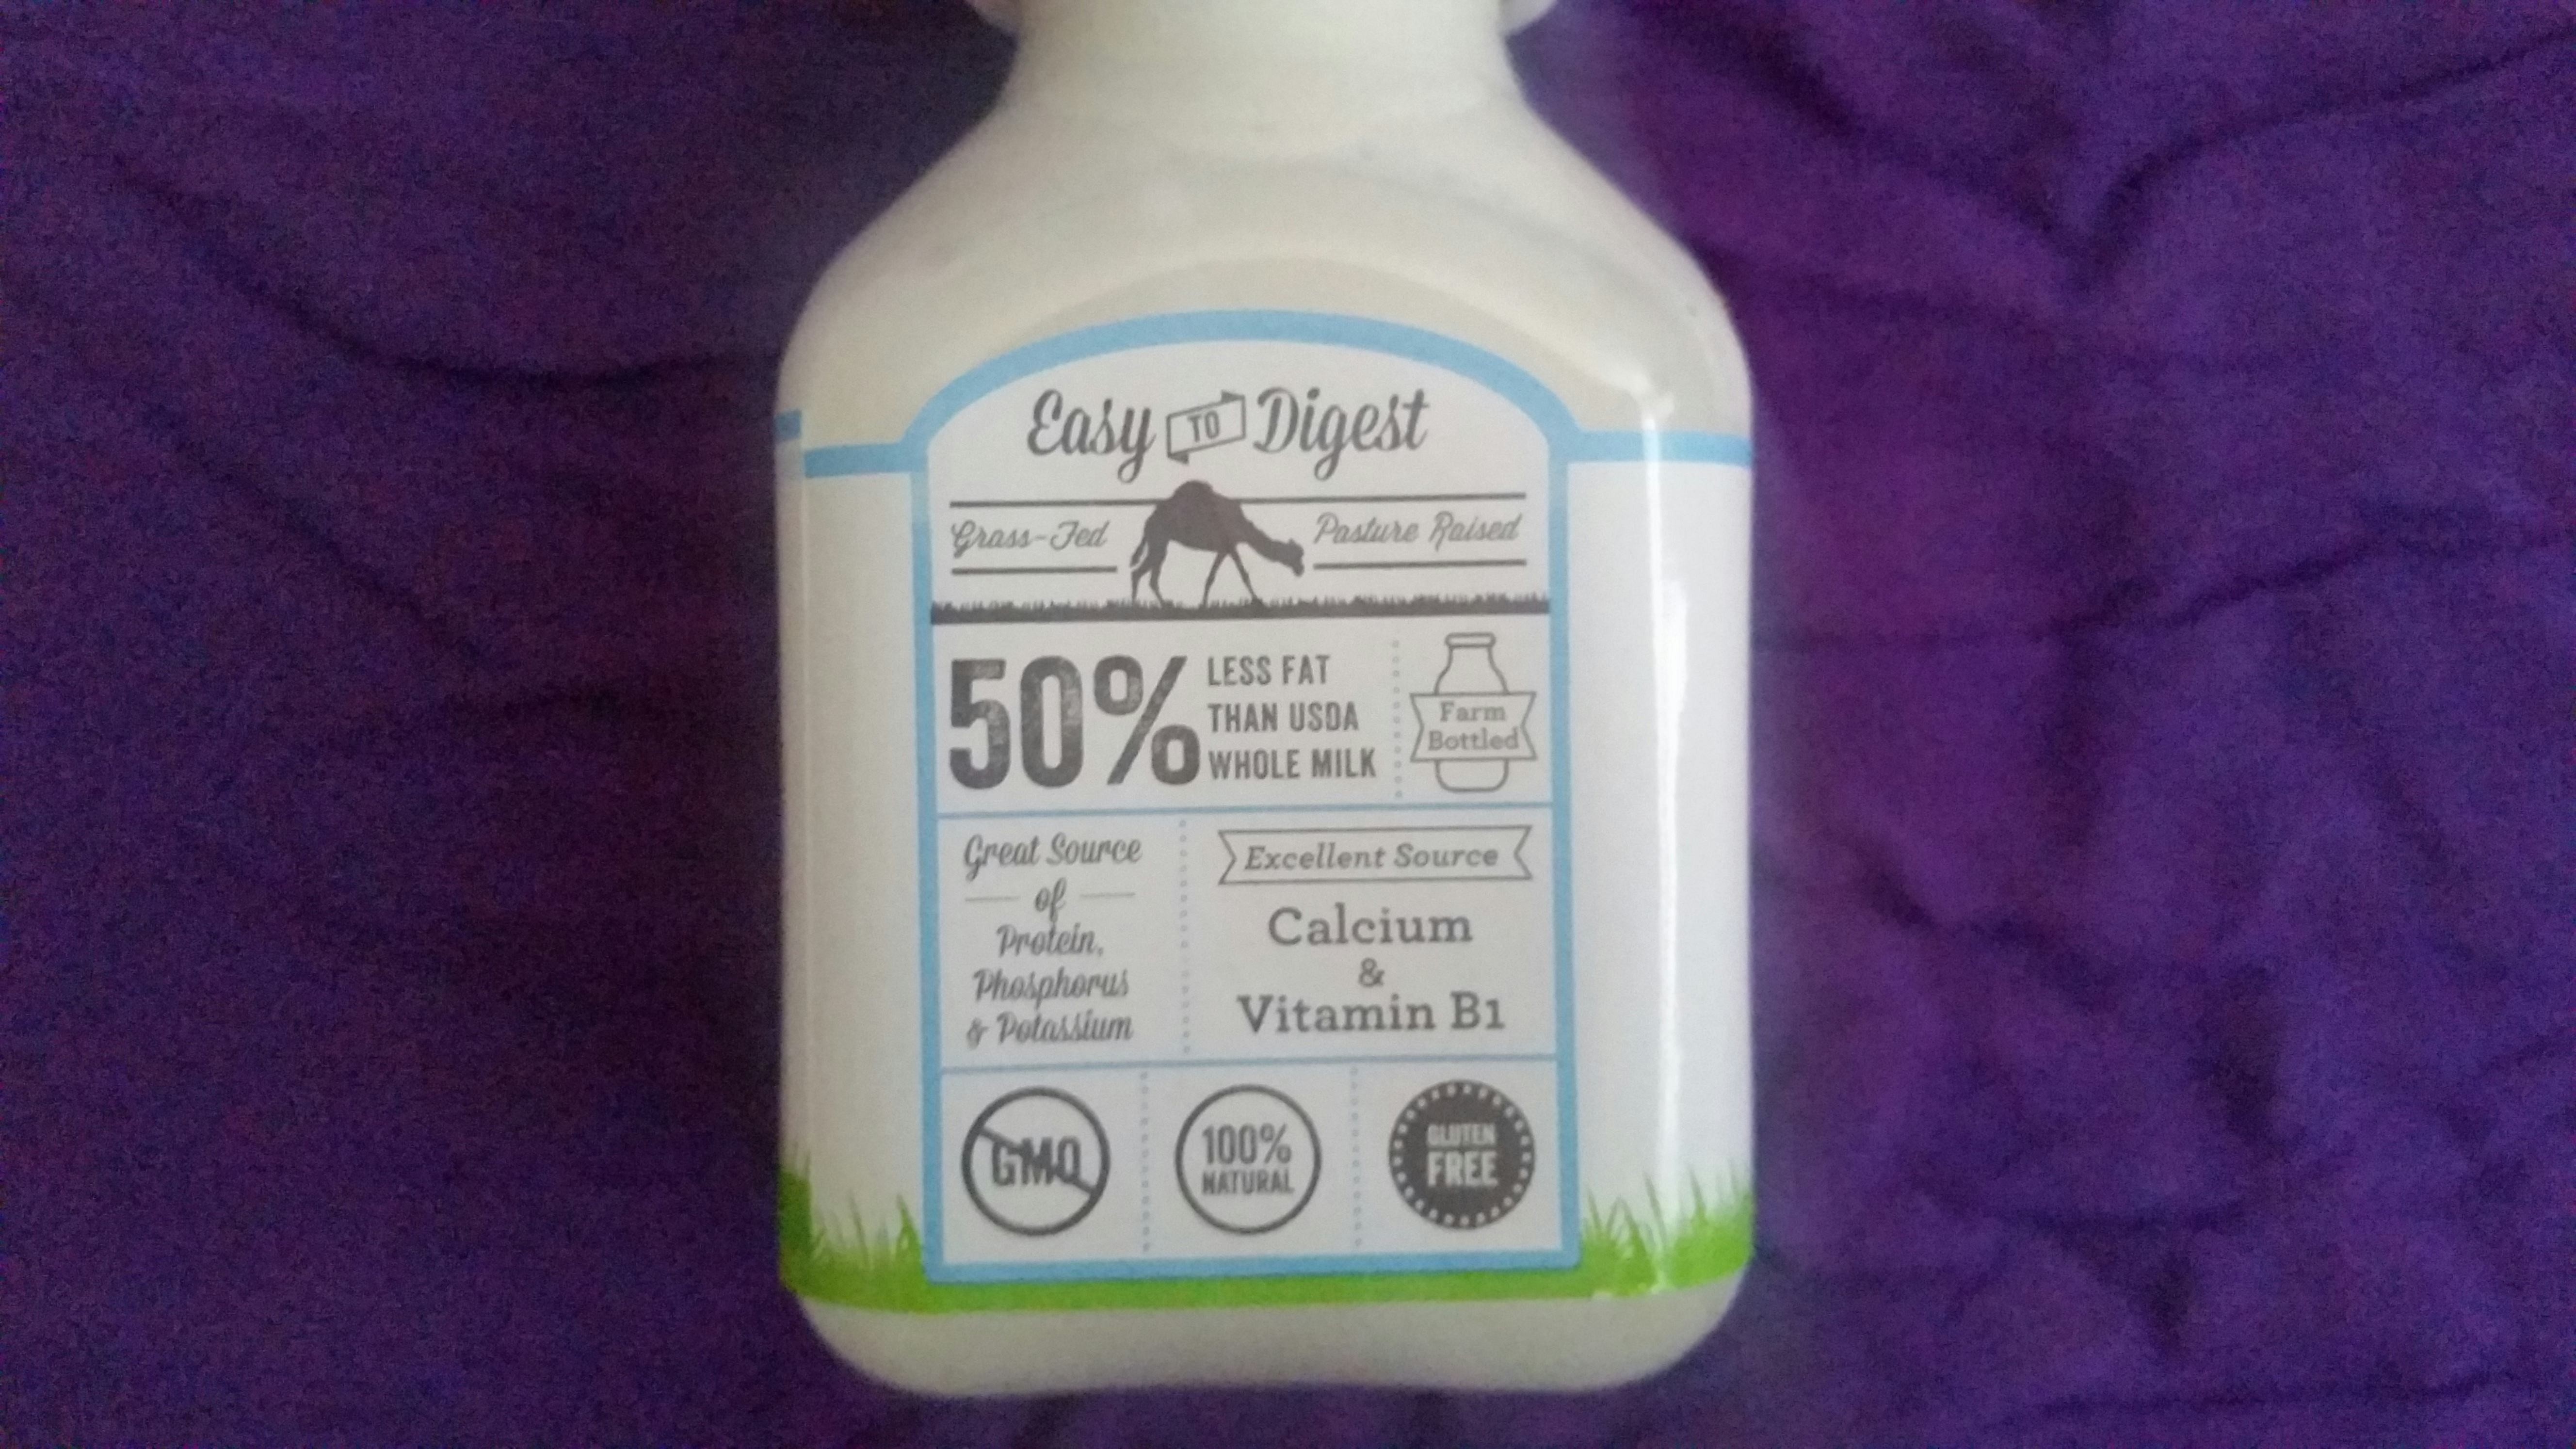 Easy TO Digest
Grass-Fed
Pasture Raised
50%
LESS FAT
THAN USDA
WHOLE MILK
Farm
Bottled
Great Source
of
Protein,
Phosphorus
& Potassium
Excellent Source
Calcium
&
Vitamin B1
GMO
100%
NATURAL
GLUTEN
FREE